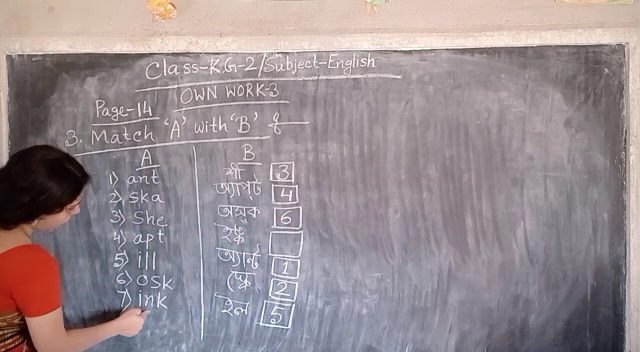 Class-K.G-2/Subject-English
OWN WORK-3
Page-14
3. Match 'A' with 'B' :-
A B
1) ant শী 3
2) ska অ্যাপ্ট 4
3) She অস্ক 6
4) apt ইঙ্ক
5) ill অ্যান্ট 1
6) osk স্কে 2
7) ink ইল 5